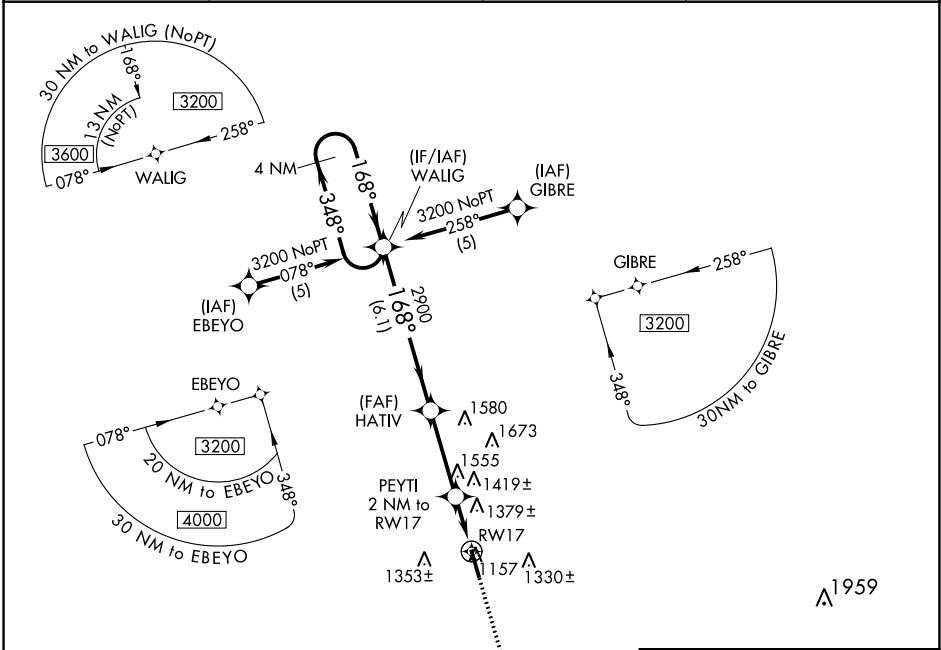 30 NM to WALIG (NoPT)
168°
13 NM
(NoPT)
3200
3600
258°
078°
WALIG
4 NM
168°
348°
(IF/IAF)
WALIG
(IAF)
GIBRE
3200 NoPT
258°
(5)
3200 NoPT
078°
(5)
(IAF)
EBEYO
2900
168°
(6.1)
GIBRE
258°
3200
348°
30NM to GIBRE
EBEYO
078°
3200
20 NM to EBEYO
348°
4000
30 NM to EBEYO
(FAF)
HATIV
1580
1673
1555
1419±
PEYTI
2 NM to
RW17
1379±
RW17
1157
1353±
1330±
1959